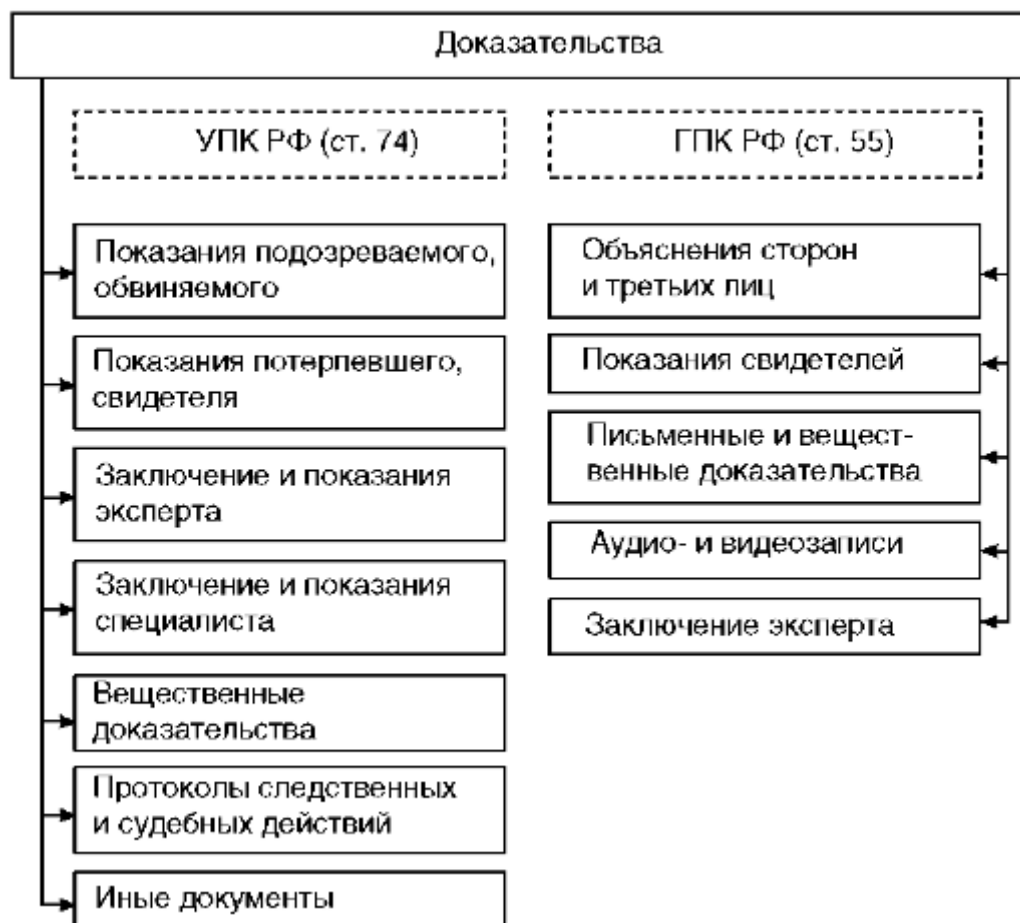 Доказательства
УПК РФ (ст. 74)
Показания подозреваемого,
обвиняемого
Показания потерпевшего,
свидетеля
Заключение и показания
эксперта
Заключение и показания
специалиста
Вещественные
доказательства
Протоколы следственных
и судебных действий
Иные документы
ГПК РФ (ст. 55)
Объяснения сторон
и третьих лиц
Показания свидетелей
Письменные и вещест-
венные доказательства
Аудио- и видеозаписи
Заключение эксперта